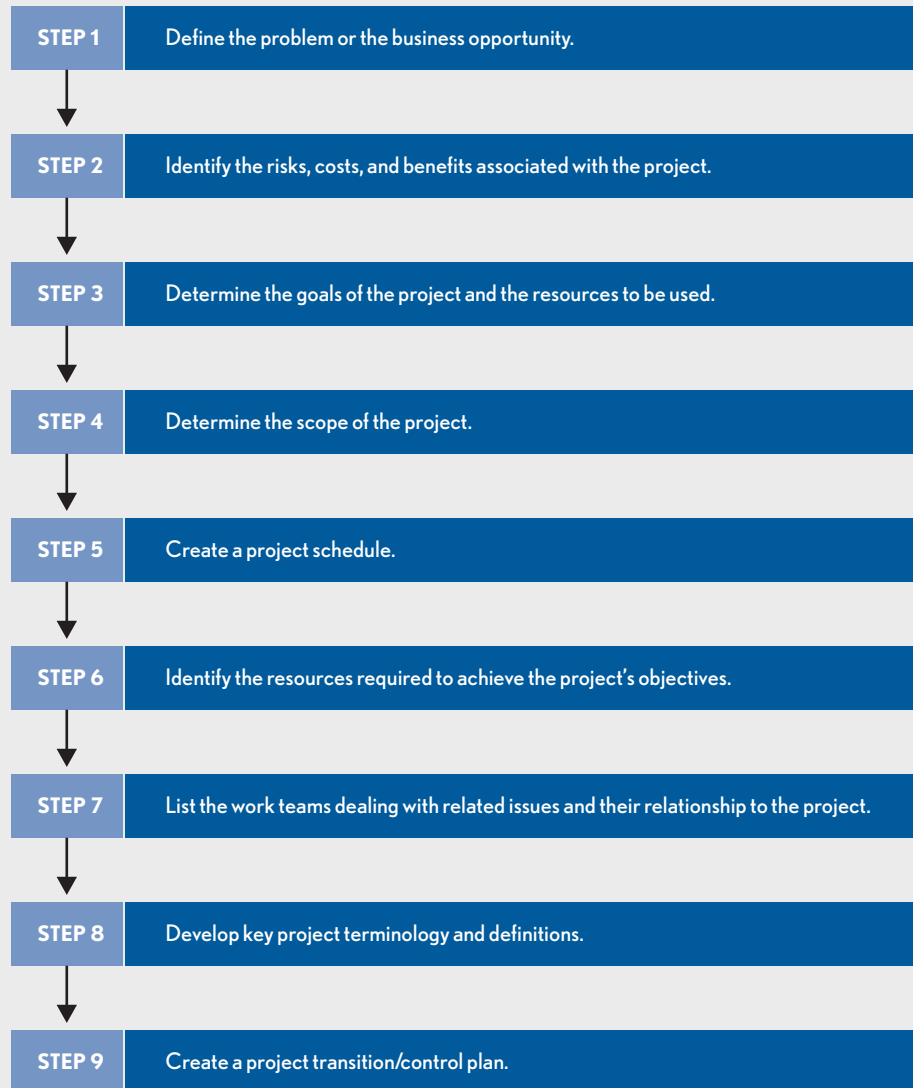 STEP 1 Define the problem or the business opportunity.
STEP 2 Identify the risks, costs, and benefits associated with the project.
STEP 3 Determine the goals of the project and the resources to be used.
STEP 4 Determine the scope of the project.
STEP 5 Create a project schedule.
STEP 6 Identify the resources required to achieve the project's objectives.
STEP 7 List the work teams dealing with related issues and their relationship to the project.
STEP 8 Develop key project terminology and definitions.
STEP 9 Create a project transition/control plan.